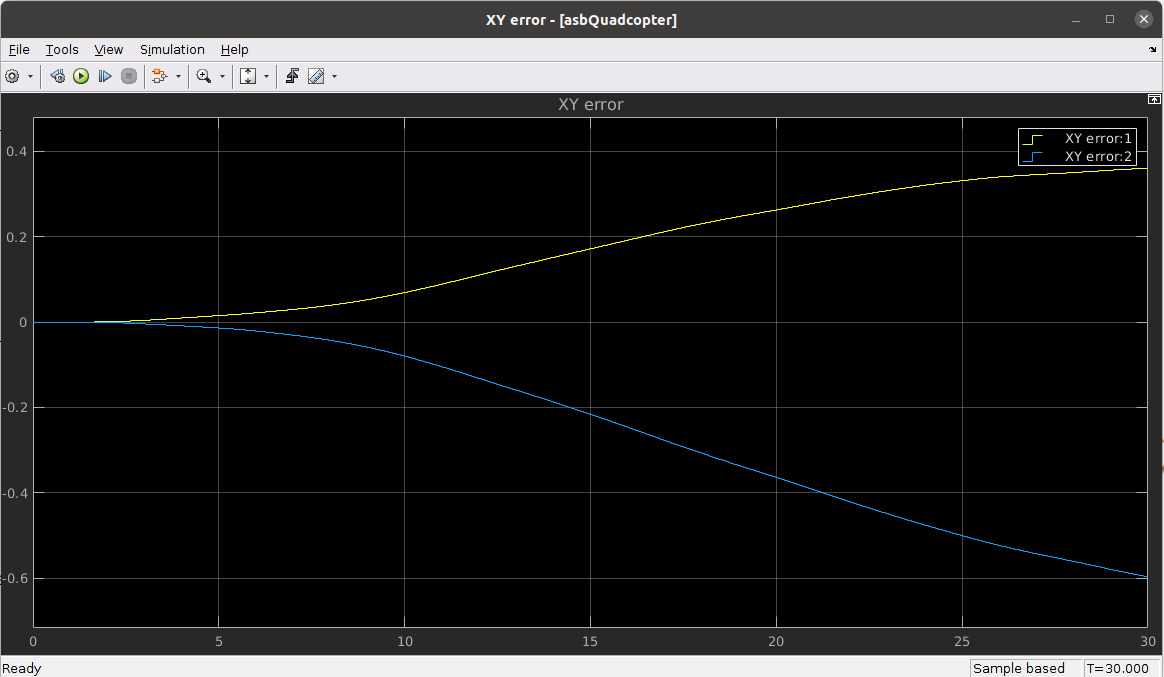 XY error - [asbQuadcopter]
File Tools View Simulation Help
XY error
XY error:1
XY error:2
0.4
0.2
0
-0.2
-0.4
-0.6
0 5 10 15 20 25 30
Ready Sample based T=30.000